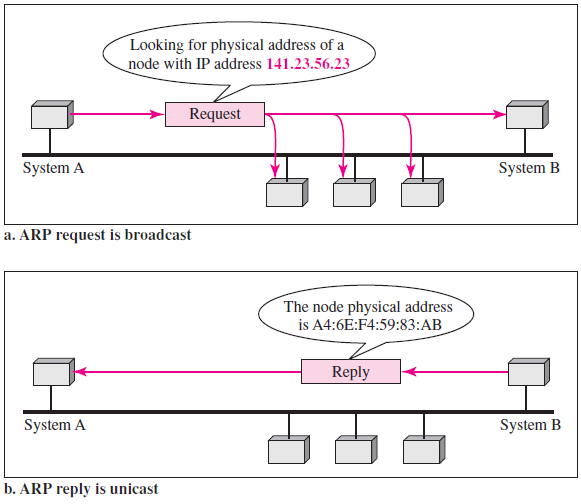 Looking for physical address of a
node with IP address 141.23.56.23
Request
System A
System B
a. ARP request is broadcast
The node physical address
is A4:6E:F4:59:83:AB
Reply
System A
System B
b. ARP reply is unicast